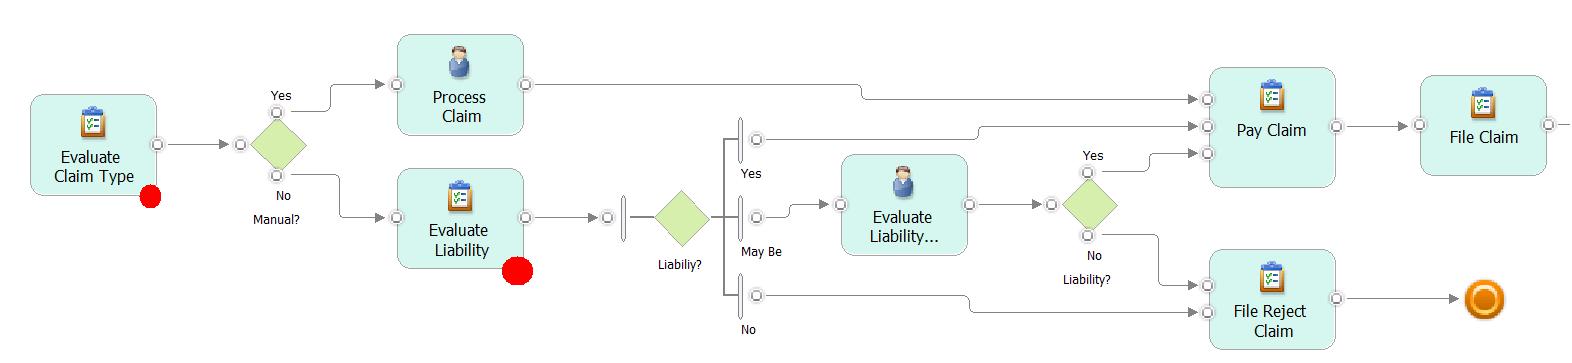 Evaluate
Claim Type
Yes
No
Manual?
Process
Claim
Evaluate
Liability
Liabiliy?
Yes
May Be
No
Evaluate
Liability...
Yes
No
Liability?
Pay Claim
File Claim
File Reject
Claim